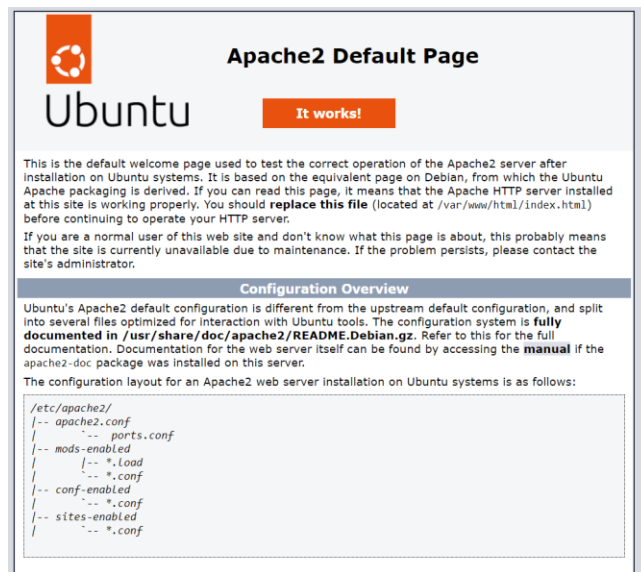 Apache2 Default Page
Ubuntu
It works!
This is the default welcome page used to test the correct operation of the Apache2 server after
installation on Ubuntu systems. It is based on the equivalent page on Debian, from which the Ubuntu
Apache packaging is derived. If you can read this page, it means that the Apache HTTP server installed
at this site is working properly. You should replace this file (located at /var/www/html/index.html)
before continuing to operate your HTTP server.
If you are a normal user of this web site and don't know what this page is about, this probably means
that the site is currently unavailable due to maintenance. If the problem persists, please contact the
site's administrator.
Configuration Overview
Ubuntu's Apache2 default configuration is different from the upstream default configuration, and split
into several files optimized for interaction with Ubuntu tools. The configuration system is fully
documented in /usr/share/doc/apache2/README.Debian.gz. Refer to this for the full
documentation. Documentation for the web server itself can be found by accessing the manual if the
apache2-doc package was installed on this server.
The configuration layout for an Apache2 web server installation on Ubuntu systems is as follows:
/etc/apache2/
|-- apache2.conf
|       `--  ports.conf
|-- mods-enabled
|       |-- *.load
|       `-- *.conf
|-- conf-enabled
|       `-- *.conf
|-- sites-enabled
|       `-- *.conf